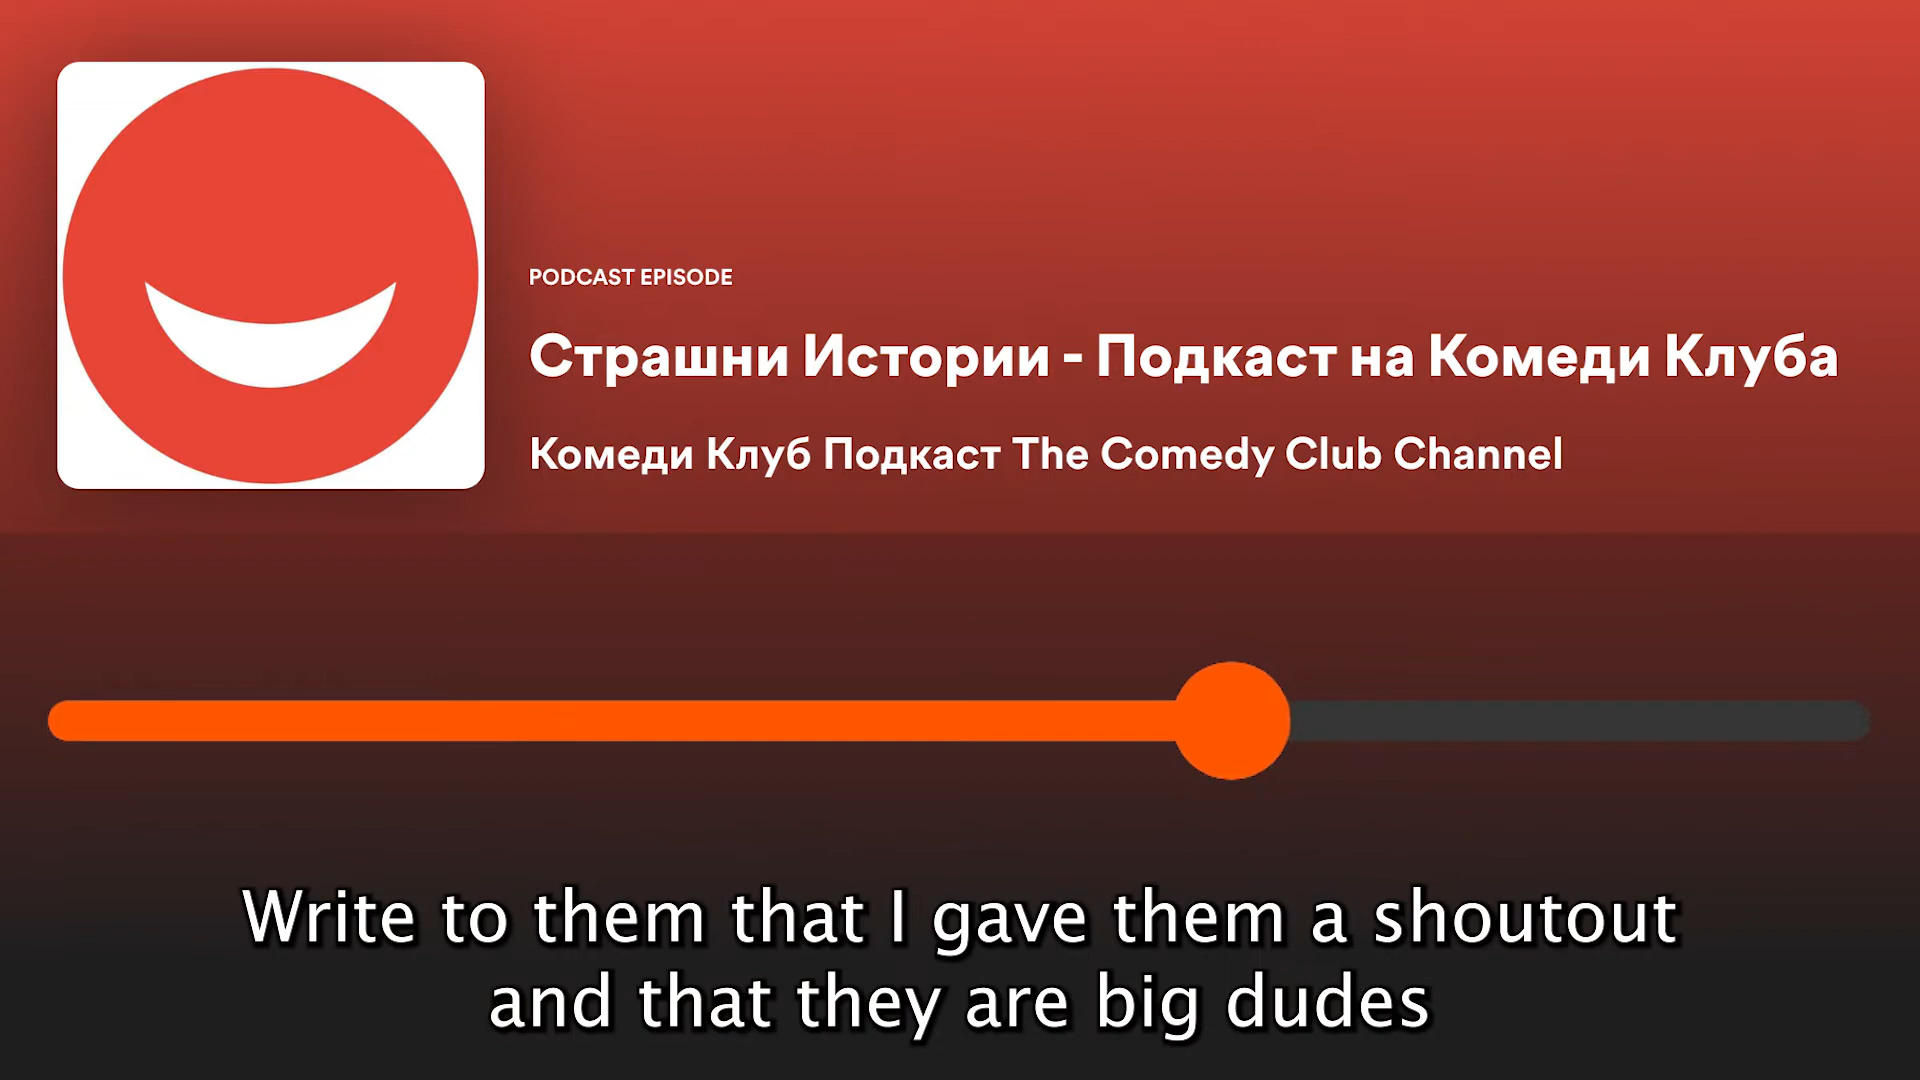 PODCAST EPISODE
Страшни Истории - Подкаст на Комеди Клуба
Комеди Клуб Подкаст The Comedy Club Channel
Write to them that I gave them a shoutout
and that they are big dudes